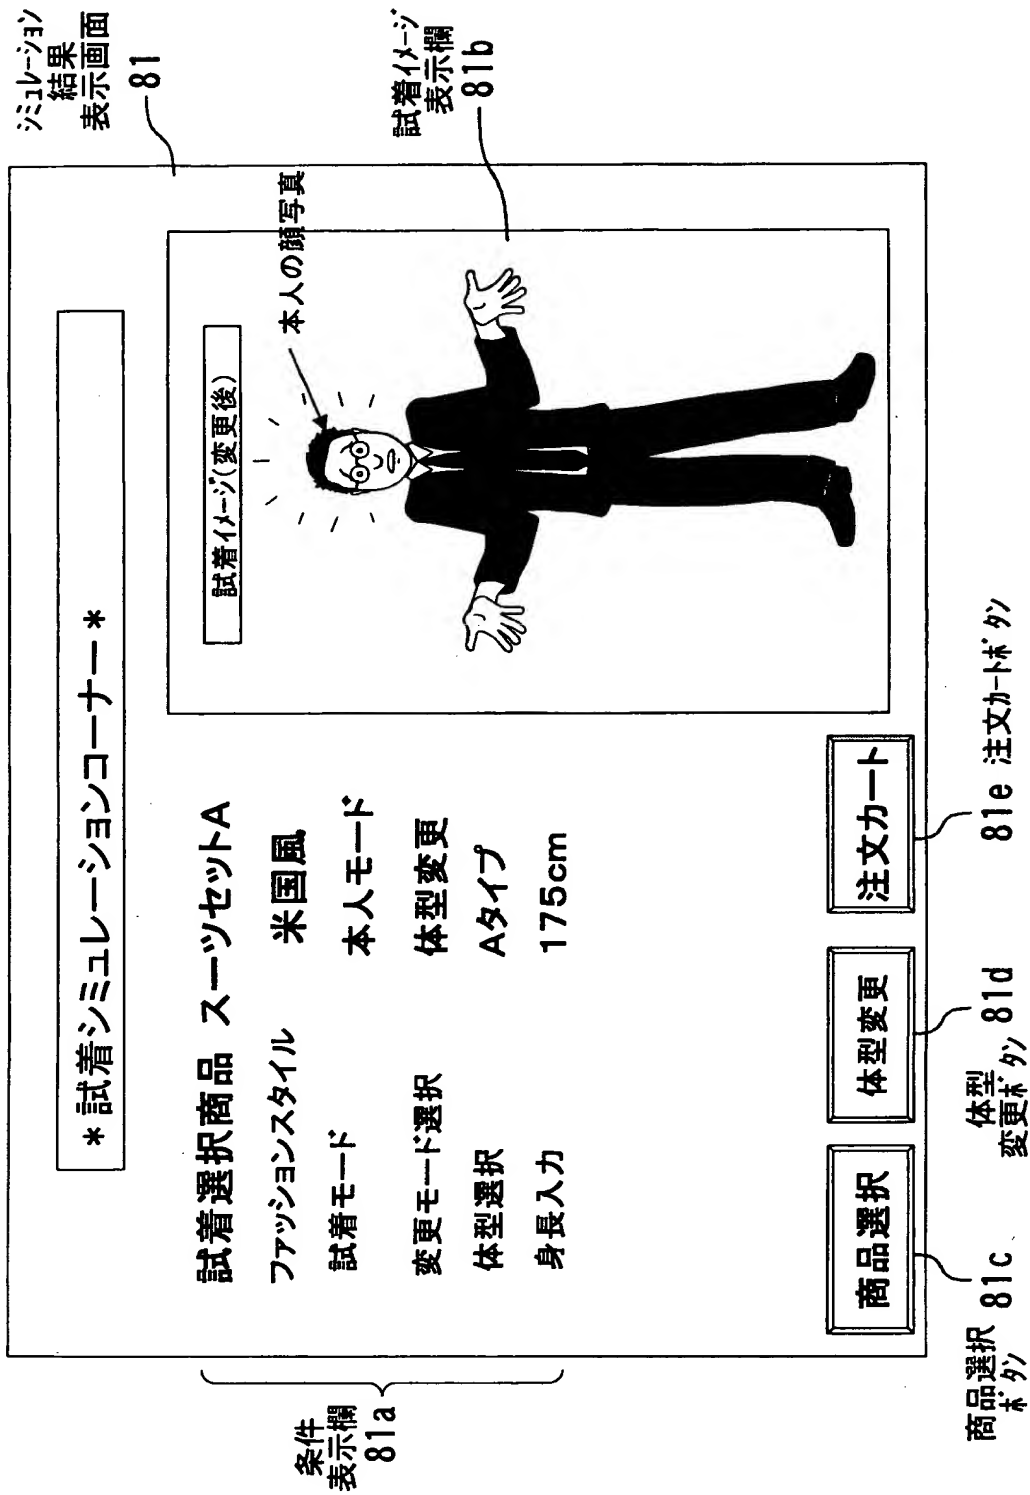 シミュレーション
結果
表示画面
81
＊試着シミュレーションコーナー＊
条件
表示欄
81a
試着選択商品 スーツセットA
ファッションスタイル 米国風
試着モード 本人モード
変更モード選択 体型変更
体型選択 Aタイプ
身長入力 175cm
試着イメージ(変更後)
本人の顔写真
試着イメージ
表示欄
81b
商品選択
体型変更
注文カート
商品選択
ボタン
81c
体型
変更ボタン
81d
81e 注文カートボタン